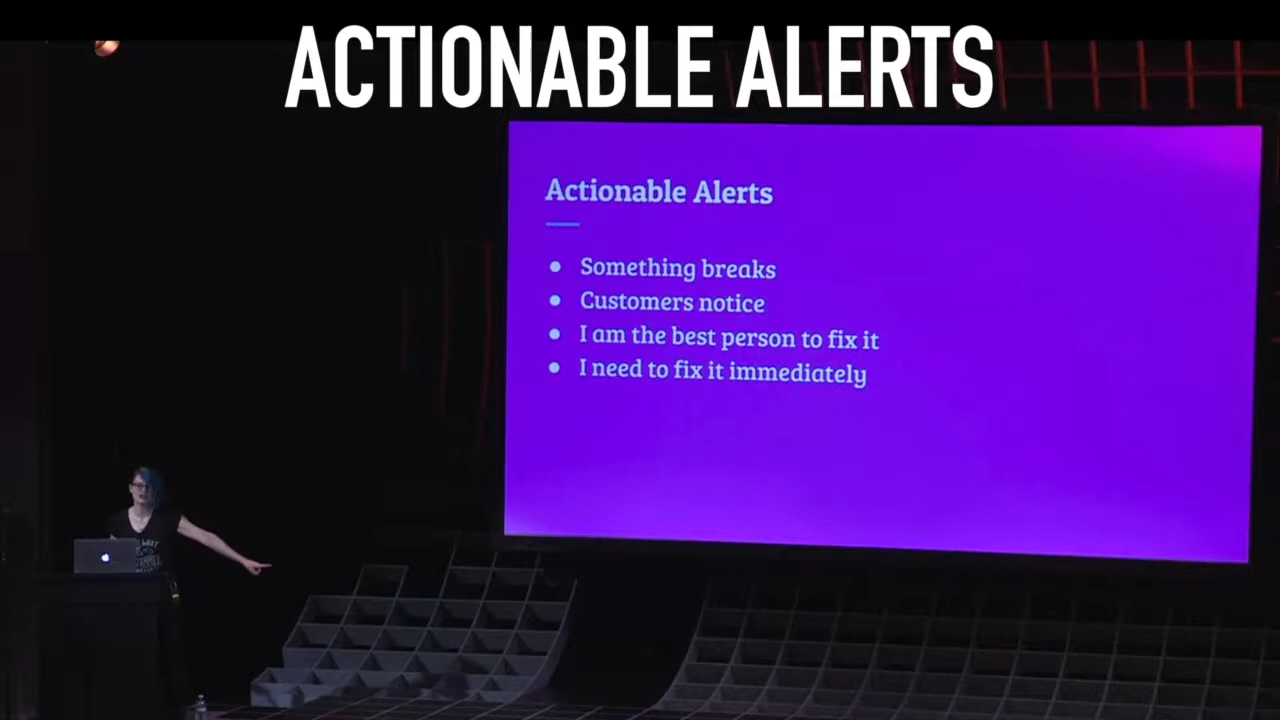 ACTIONABLE ALERTS
Actionable Alerts
● Something breaks
● Customers notice
● I am the best person to fix it
● I need to fix it immediately